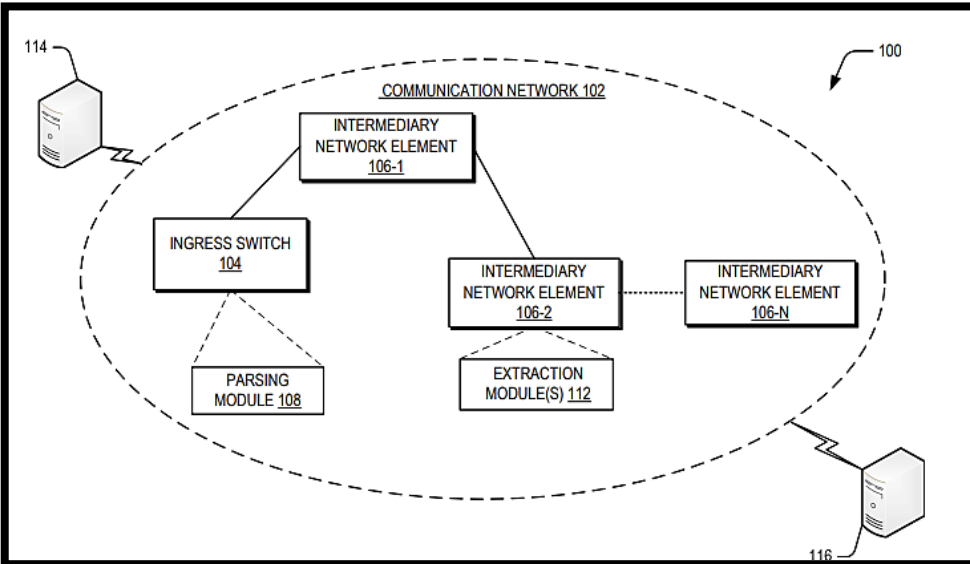 114
100
COMMUNICATION NETWORK 102
INTERMEDIARY
NETWORK ELEMENT
106-1
INGRESS SWITCH
104
INTERMEDIARY
NETWORK ELEMENT
106-2
INTERMEDIARY
NETWORK ELEMENT
106-N
PARSING
MODULE 108
EXTRACTION
MODULE(S) 112
116